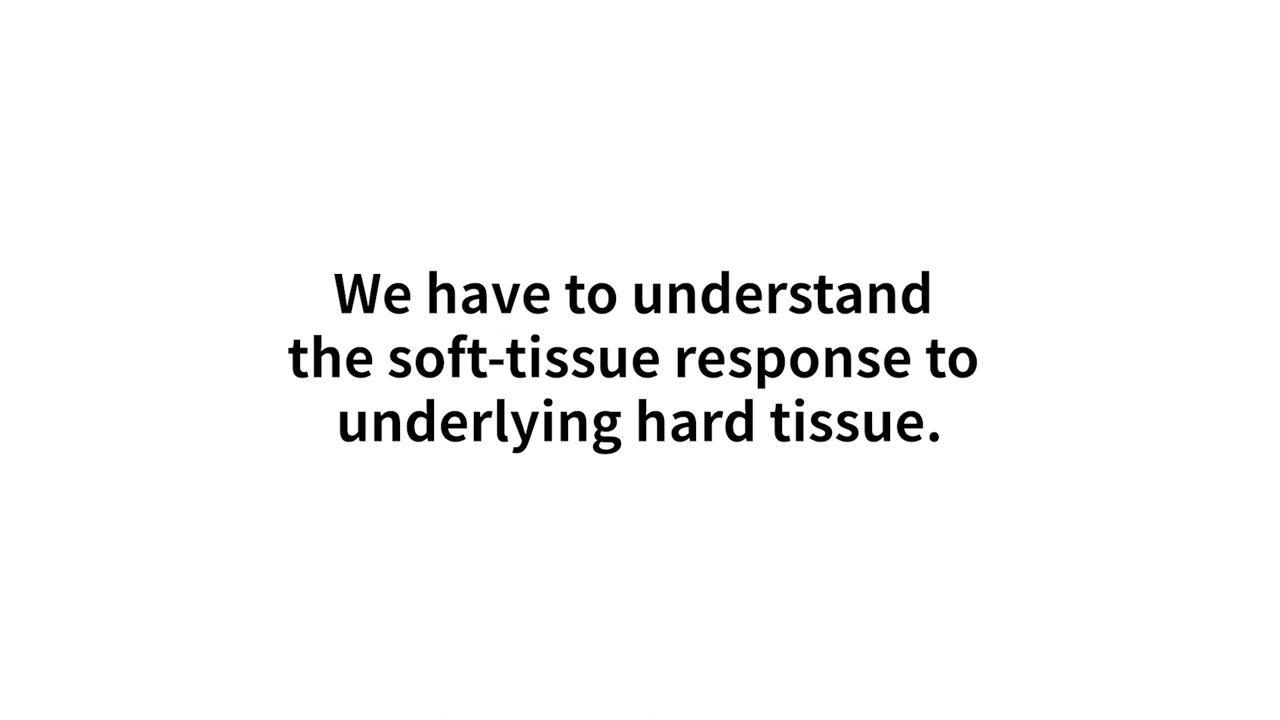 We have to understand
the soft-tissue response to
underlying hard tissue.